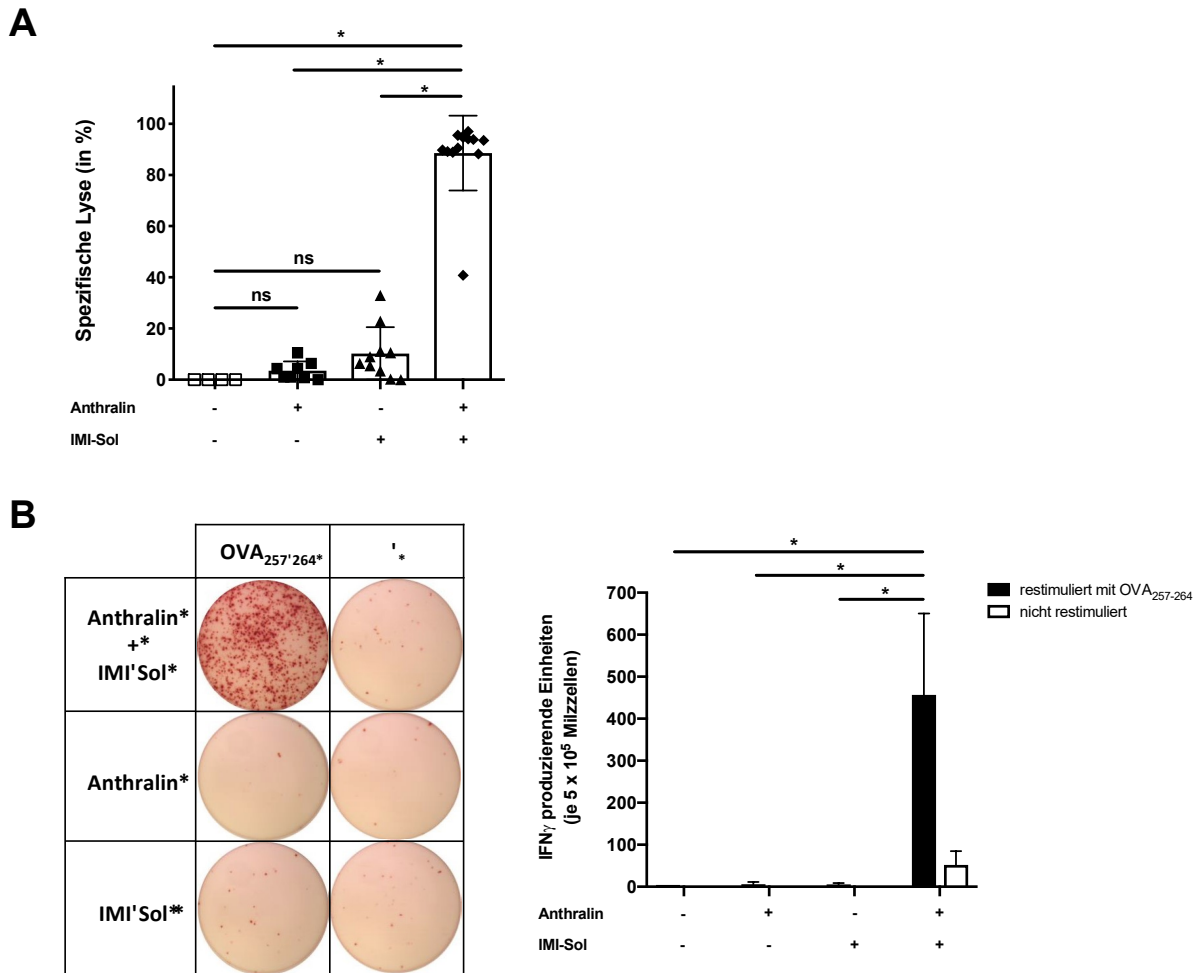 A
*
*
*
Spezifische Lyse (in %)
100
80
60
40
20
0
ns
ns
Anthralin - + - +
IMI-Sol - - + +
B
OVA257'264* '*
Anthralin*
+*
IMI'Sol*
Anthralin*
IMI'Sol**
*
*
*
IFNγ produzierende Einheiten
(je 5 x 10⁵ Milzzellen)
700
600
500
400
300
200
100
0
restimuliert mit OVA257-264
nicht restimuliert
Anthralin - + - +
IMI-Sol - - + +